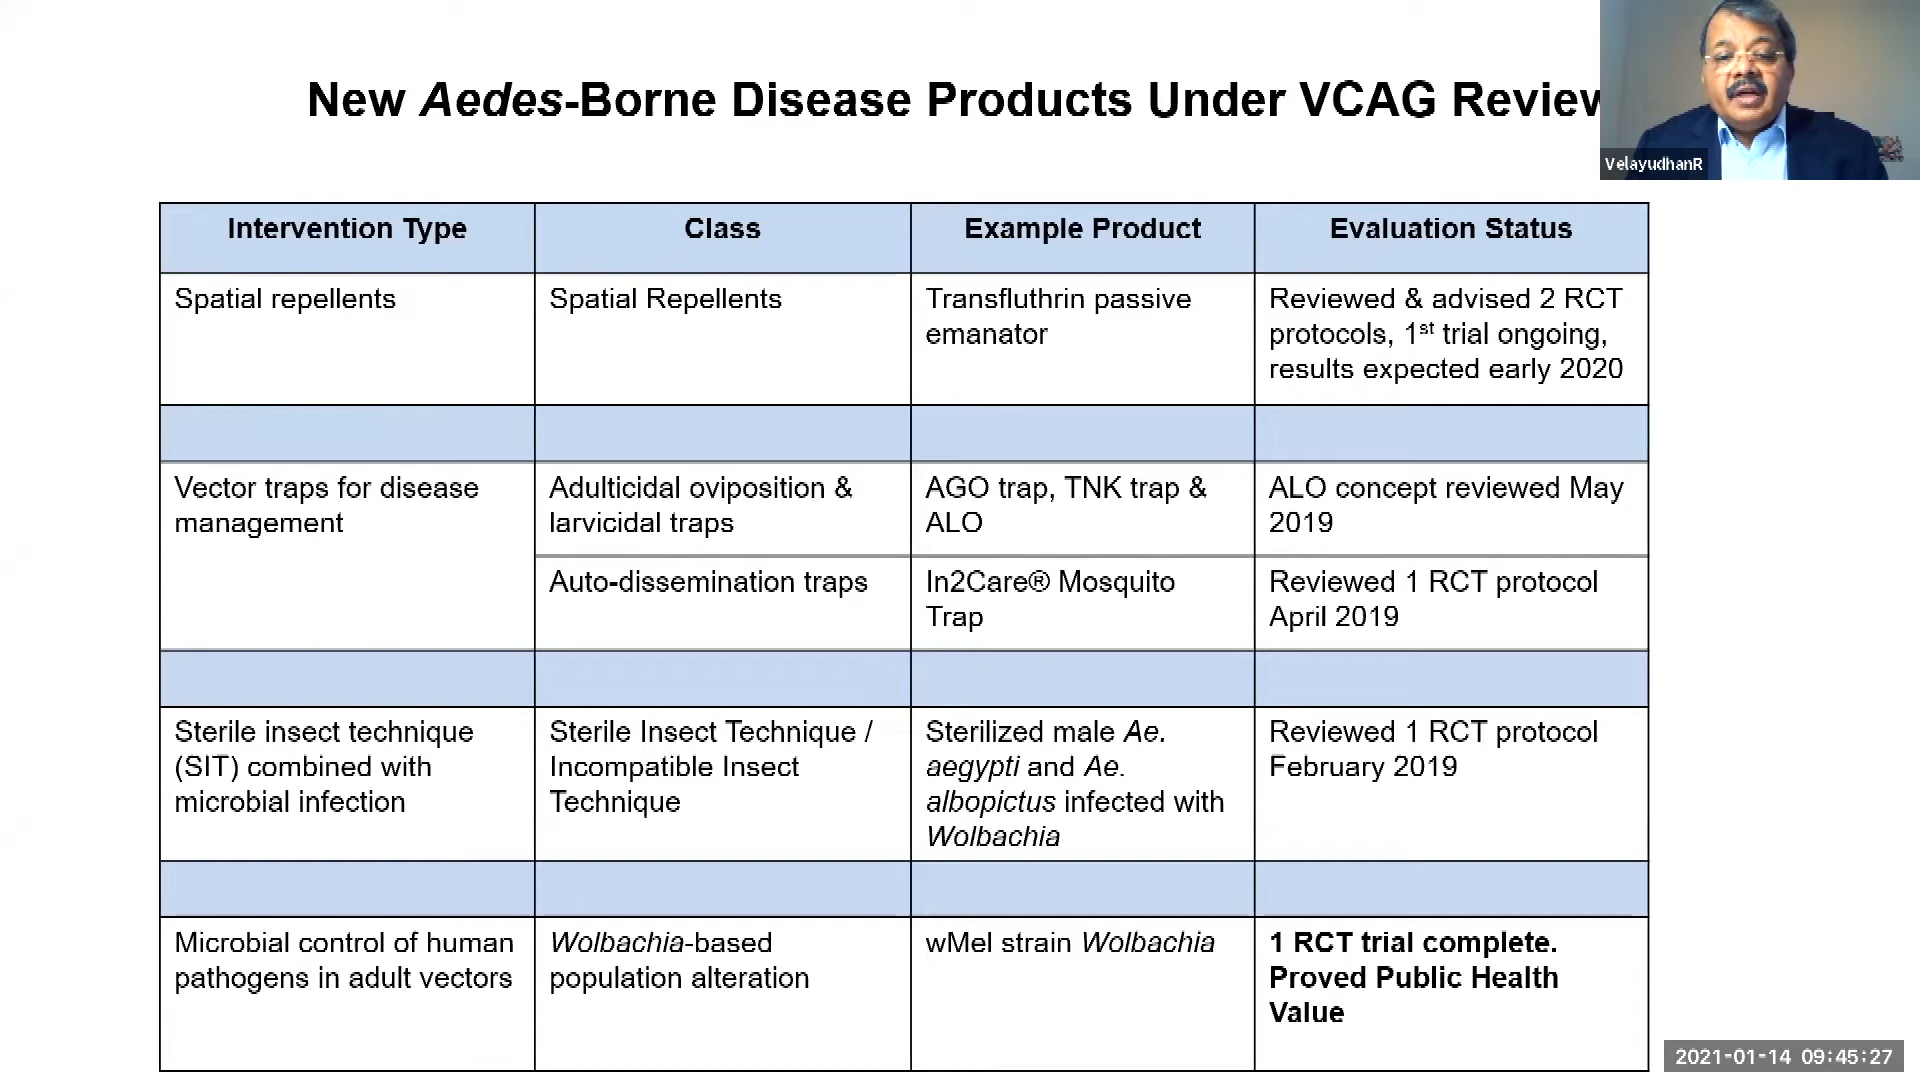 New Aedes-Borne Disease Products Under VCAG Review
VelayudhanR
Intervention Type
Class
Example Product
Evaluation Status
Spatial repellents
Spatial Repellents
Transfluthrin passive
emanator
Reviewed & advised 2 RCT
protocols, 1st trial ongoing,
results expected early 2020
Vector traps for disease
management
Adulticidal oviposition &
larvicidal traps
AGO trap, TNK trap &
ALO
ALO concept reviewed May
2019
Auto-dissemination traps
In2Care® Mosquito
Trap
Reviewed 1 RCT protocol
April 2019
Sterile insect technique
(SIT) combined with
microbial infection
Sterile Insect Technique /
Incompatible Insect
Technique
Sterilized male Ae.
aegypti and Ae.
albopictus infected with
Wolbachia
Reviewed 1 RCT protocol
February 2019
Microbial control of human
pathogens in adult vectors
Wolbachia-based
population alteration
wMel strain Wolbachia
1 RCT trial complete.
Proved Public Health
Value
2021-01-14 09:45:27